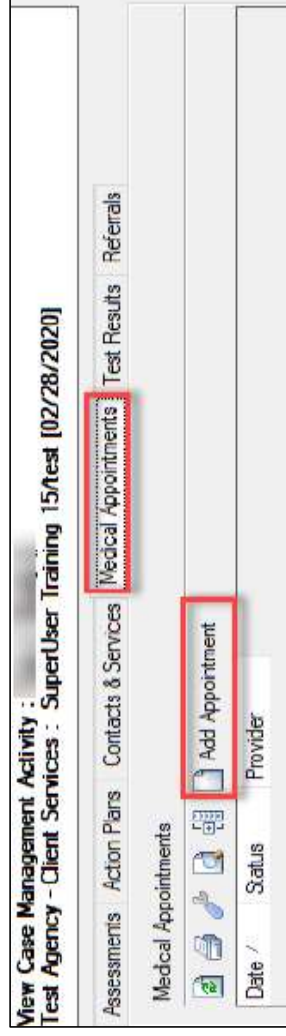 View Case Management Activity :
Test Agency - Client Services : SuperUser Training 15/test [02/28/2020]
Assessments Action Plans Contacts & Services Medical Appointments Test Results Referrals
Medical Appointments
Add Appointment
Date / Status Provider